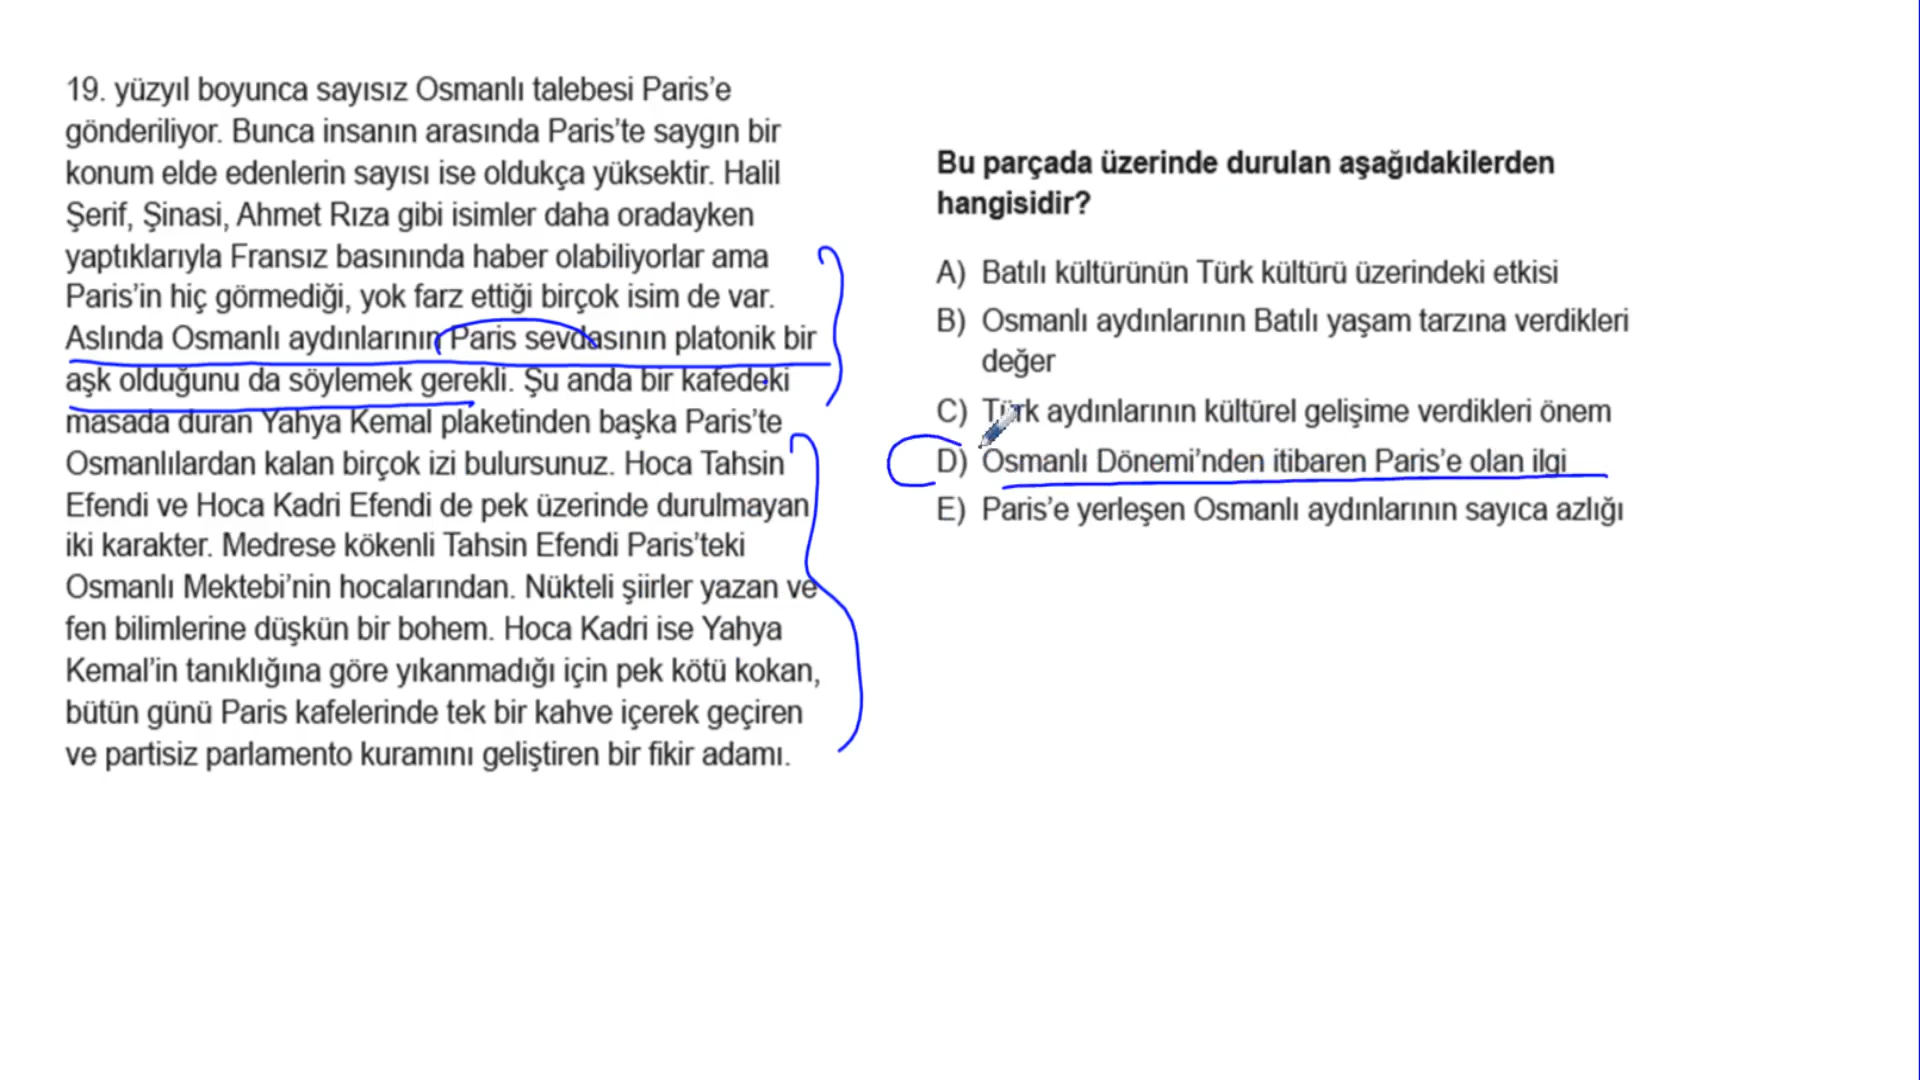 19. yüzyıl boyunca sayısız Osmanlı talebesi Paris’e
gönderiliyor. Bunca insanın arasında Paris’te saygın bir
konum elde edenlerin sayısı ise oldukça yüksektir. Halil
Şerif, Şinasi, Ahmet Rıza gibi isimler daha oradayken
yaptıklarıyla Fransız basınında haber olabiliyorlar ama
Paris’in hiç görmediği, yok farz ettiği birçok isim de var.
Aslında Osmanlı aydınlarının Paris sevdasının platonik bir
aşk olduğunu da söylemek gerekli. Şu anda bir kafedeki
masada duran Yahya Kemal plaketinden başka Paris’te
Osmanlılardan kalan birçok izi bulursunuz. Hoca Tahsin
Efendi ve Hoca Kadri Efendi de pek üzerinde durulmayan
iki karakter. Medrese kökenli Tahsin Efendi Paris’teki
Osmanlı Mektebi’nin hocalarından. Nükteli şiirler yazan ve
fen bilimlerine düşkün bir bohem. Hoca Kadri ise Yahya
Kemal’in tanıklığına göre yıkanmadığı için pek kötü kokan,
bütün günü Paris kafelerinde tek bir kahve içerek geçiren
ve partisiz parlamento kuramını geliştiren bir fikir adamı.
Bu parçada üzerinde durulan aşağıdakilerden
hangisidir?
A) Batılı kültürünün Türk kültürü üzerindeki etkisi
B) Osmanlı aydınlarının Batılı yaşam tarzına verdikleri
değer
C) Türk aydınlarının kültürel gelişime verdikleri önem
D) Osmanlı Dönemi’nden itibaren Paris’e olan ilgi
E) Paris’e yerleşen Osmanlı aydınlarının sayıca azlığı